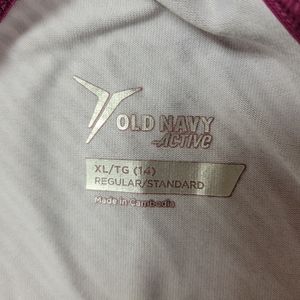 OLD NAVY
ACTIVE
XL/TG (14)
REGULAR/STANDARD
Made in Cambodia